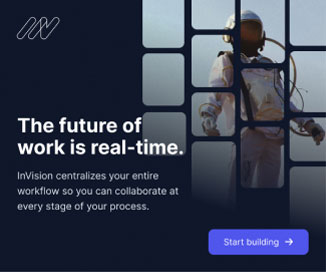 The future of
work is real-time.
InVision centralizes your entire
workflow so you can collaborate at
every stage of your process.
Start building →